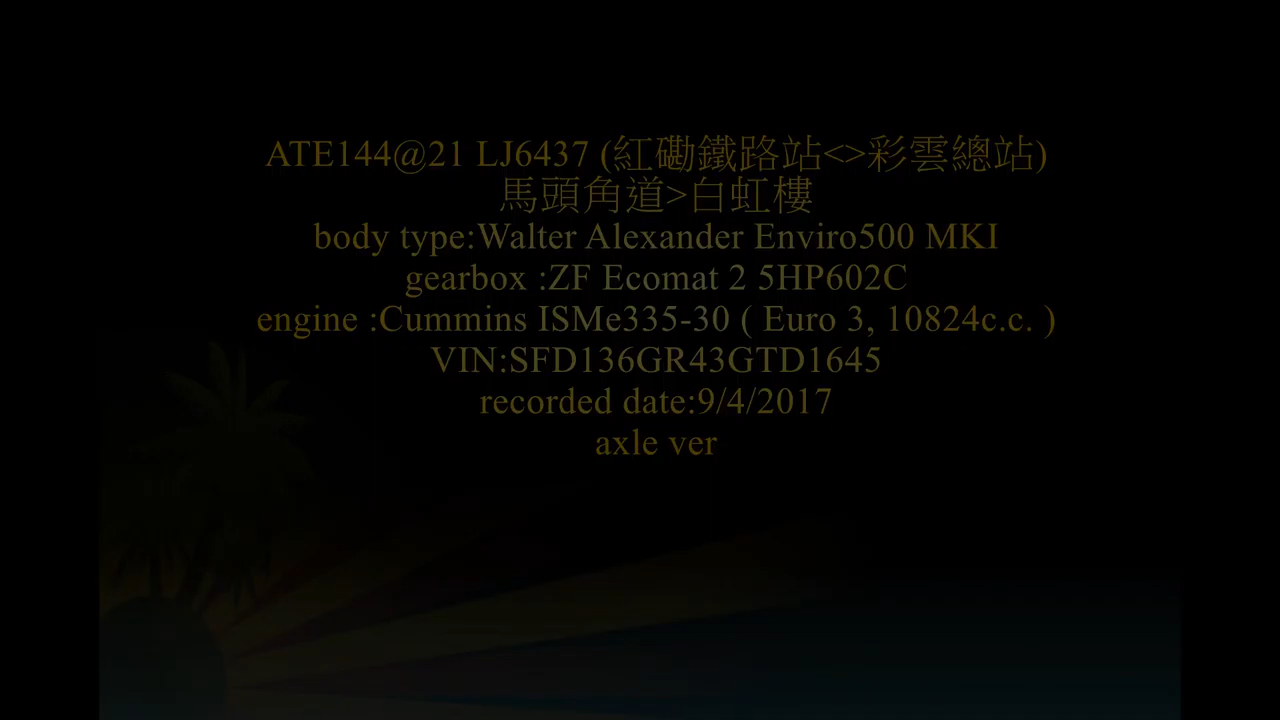 ATE144@21 LJ6437 (紅磡鐵路站<>彩雲總站)
馬頭角道>白虹樓
body type:Walter Alexander Enviro500 MKI
gearbox :ZF Ecomat 2 5HP602C
engine :Cummins ISMe335-30 ( Euro 3, 10824c.c. )
VIN:SFD136GR43GTD1645
recorded date:9/4/2017
axle ver